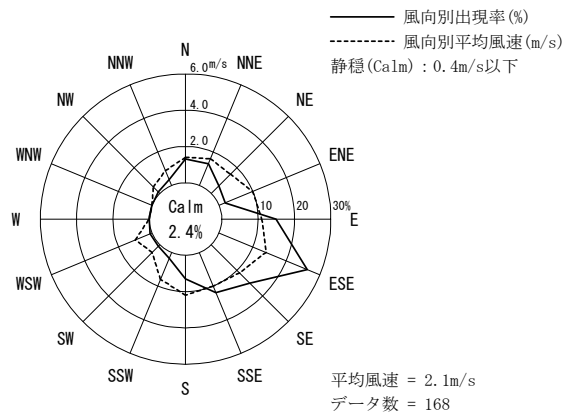 風向別出現率(%)
風向別平均風速(m/s)
静穏(Calm) : 0.4m/s以下
N
NNE
NE
ENE
E
ESE
SE
SSE
S
SSW
SW
WSW
W
WNW
NW
NNW
6.0m/s
4.0
2.0
10
20
30%
Calm
2.4%
平均風速 = 2.1m/s
データ数 = 168